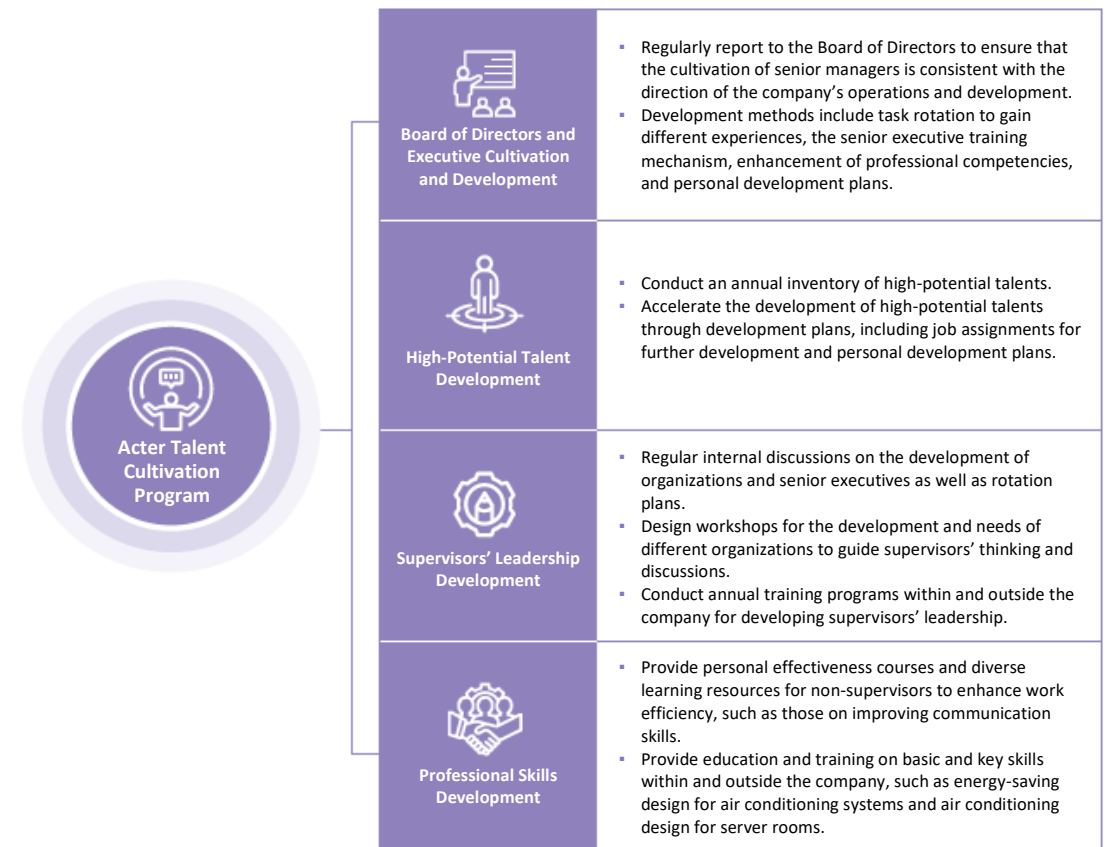 Acter Talent
Cultivation
Program
Board of Directors and
Executive Cultivation
and Development
▪ Regularly report to the Board of Directors to ensure that
the cultivation of senior managers is consistent with the
direction of the company’s operations and development.
▪ Development methods include task rotation to gain
different experiences, the senior executive training
mechanism, enhancement of professional competencies,
and personal development plans.
High-Potential Talent
Development
▪ Conduct an annual inventory of high-potential talents.
▪ Accelerate the development of high-potential talents
through development plans, including job assignments for
further development and personal development plans.
Supervisors’ Leadership
Development
▪ Regular internal discussions on the development of
organizations and senior executives as well as rotation
plans.
▪ Design workshops for the development and needs of
different organizations to guide supervisors’ thinking and
discussions.
▪ Conduct annual training programs within and outside the
company for developing supervisors’ leadership.
Professional Skills
Development
▪ Provide personal effectiveness courses and diverse
learning resources for non-supervisors to enhance work
efficiency, such as those on improving communication
skills.
▪ Provide education and training on basic and key skills
within and outside the company, such as energy-saving
design for air conditioning systems and air conditioning
design for server rooms.